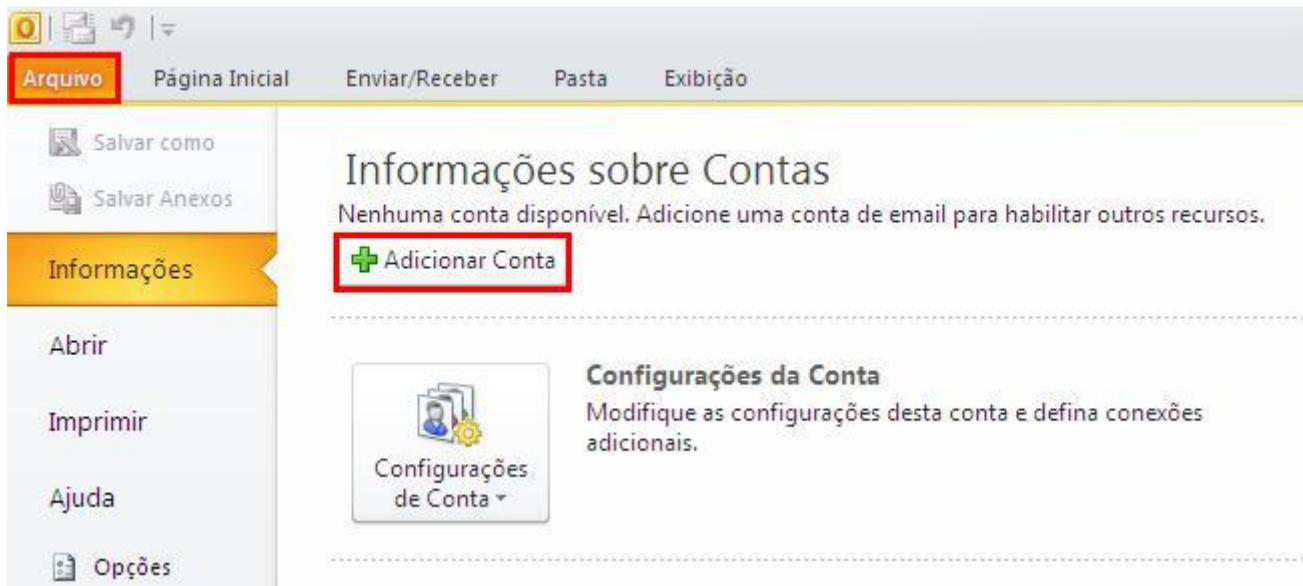 Arquivo Página Inicial Enviar/Receber Pasta Exibição
Salvar como
Salvar Anexos
Informações
Abrir
Imprimir
Ajuda
Opções
Informações sobre Contas
Nenhuma conta disponível. Adicione uma conta de email para habilitar outros recursos.
Adicionar Conta
Configurações
de Conta
Configurações da Conta
Modifique as configurações desta conta e defina conexões
adicionais.